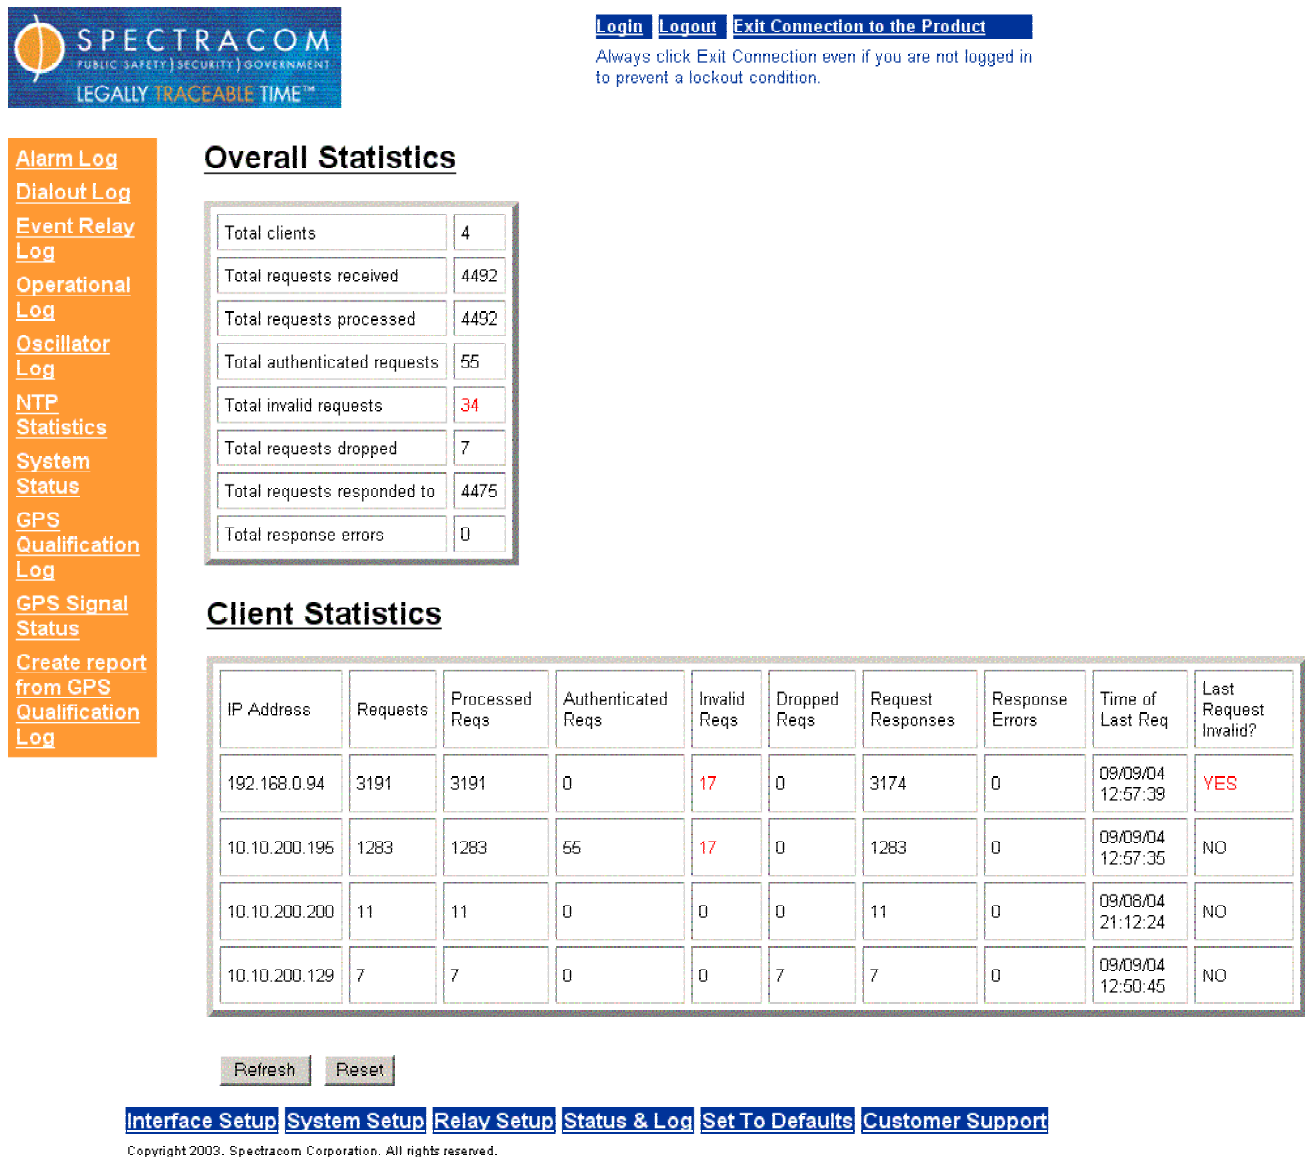 SPECTRACOM
PUBLIC SAFETY ) SECURITY ) GOVERNMENT
LEGALLY TRACEABLE TIME™
Login Logout Exit Connection to the Product
Always click Exit Connection even if you are not logged in
to prevent a lockout condition.
Alarm Log
Dialout Log
Event Relay
Log
Operational
Log
Oscillator
Log
NTP
Statistics
System
Status
GPS
Qualification
Log
GPS Signal
Status
Create report
from GPS
Qualification
Log
Overall Statistics
Total clients 4
Total requests received 4492
Total requests processed 4492
Total authenticated requests 55
Total invalid requests 34
Total requests dropped 7
Total requests responded to 4475
Total response errors 0
Client Statistics
IP Address Requests Processed Reqs Authenticated Reqs Invalid Reqs Dropped Reqs Request Responses Response Errors Time of Last Req Last Request Invalid?
192.168.0.94 3191 3191 0 17 0 3174 0 09/09/04 12:57:39 YES
10.10.200.195 1283 1283 55 17 0 1283 0 09/09/04 12:57:35 NO
10.10.200.200 11 11 0 0 0 11 0 09/08/04 21:12:24 NO
10.10.200.129 7 7 0 0 7 7 0 09/09/04 12:50:45 NO
Refresh Reset
Interface Setup System Setup Relay Setup Status & Log Set To Defaults Customer Support
Copyright 2003. Spectracom Corporation. All rights reserved.